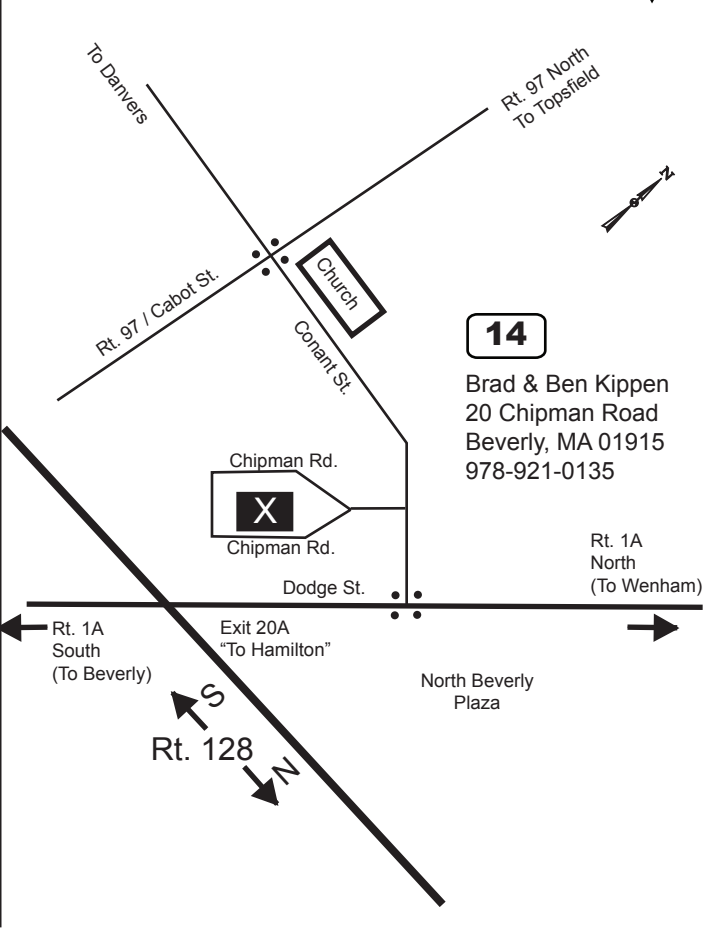 To Danvers
Rt. 97 North
To Topsfield
N
Church
Rt. 97 / Cabot St.
Conant St.
14
Brad & Ben Kippen
20 Chipman Road
Beverly, MA 01915
978-921-0135
Chipman Rd.
X
Chipman Rd.
Rt. 1A
North
(To Wenham)
Dodge St.
Rt. 1A
South
(To Beverly)
Exit 20A
“To Hamilton”
North Beverly
Plaza
S
Rt. 128
N